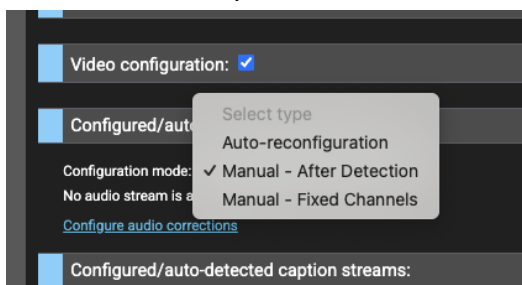 Video configuration:
Configured/auto
Select type
Auto-reconfiguration
Configuration mode:
✓ Manual - After Detection
No audio stream is a
Manual - Fixed Channels
Configure audio corrections
Configured/auto-detected caption streams: